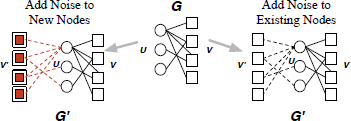 Add Noise to
New Nodes
G
Add Noise to
Existing Nodes
V'
U
V
U
V
V'
U
V
G'
G'